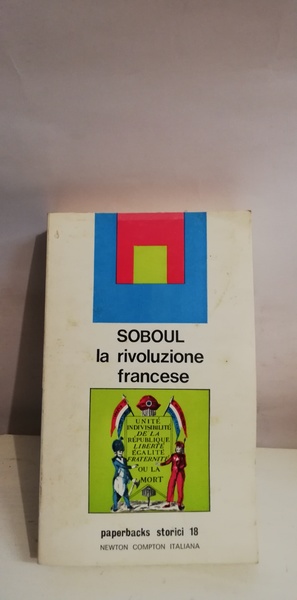 SOBOUL
la rivoluzione
francese
UNITÉ
INDIVISIBILITÉ
DE LA
RÉPUBLIQUE
LIBERTÉ
EGALITÉ
FRATERNITÉ
OU LA
MORT
paperbacks storici 18
NEWTON COMPTON ITALIANA